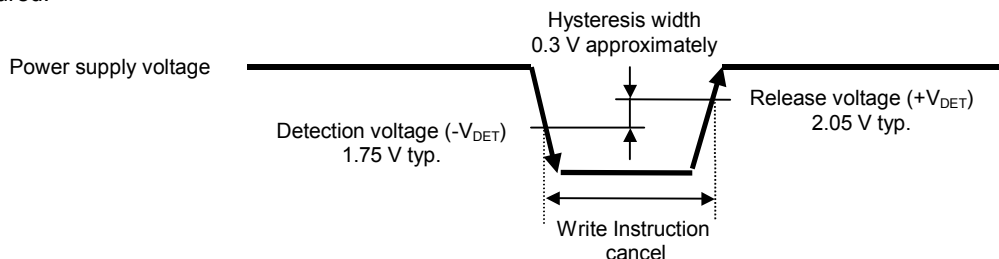 Hysteresis width
0.3 V approximately
Power supply voltage
Release voltage (+VDET)
2.05 V typ.
Detection voltage (-VDET)
1.75 V typ.
Write Instruction
cancel